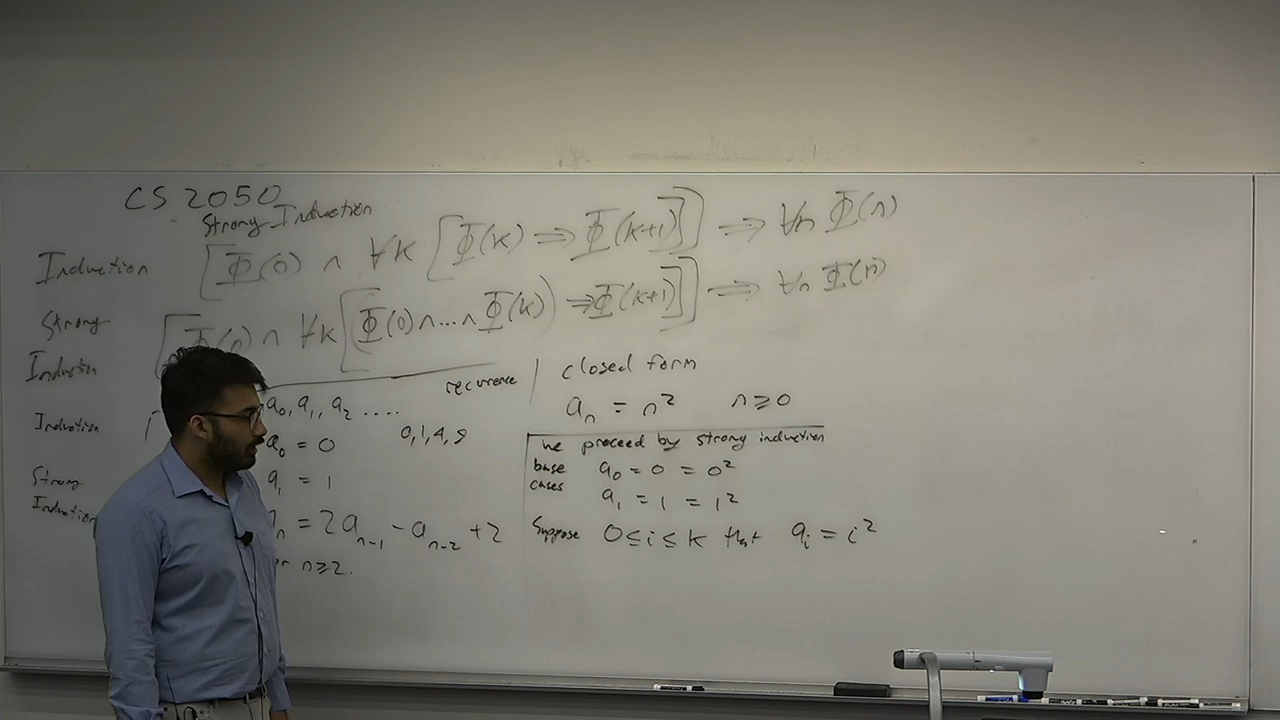 CS 2050
Strong Induction
Induction [Φ(0) ∧ ∀k [Φ(k) ⇒ Φ(k+1)]] ⇒ ∀n Φ(n)
Strong Induction [Φ(0) ∧ ∀k [(Φ(0) ∧ ... ∧ Φ(k)) ⇒ Φ(k+1)]] ⇒ ∀n Φ(n)
Induction
Strong
Induction
a₀, a₁, a₂ ....
recurrence
a₀ = 0
0, 1, 4, 9
a₁ = 1
= 2aₙ₋₁ - aₙ₋₂ + 2
n ≥ 2.
closed form
aₙ = n² n ≥ 0
we proceed by strong induction
base cases a₀ = 0 = 0²
a₁ = 1 = 1²
Suppose 0 ≤ i ≤ k that aᵢ = i²